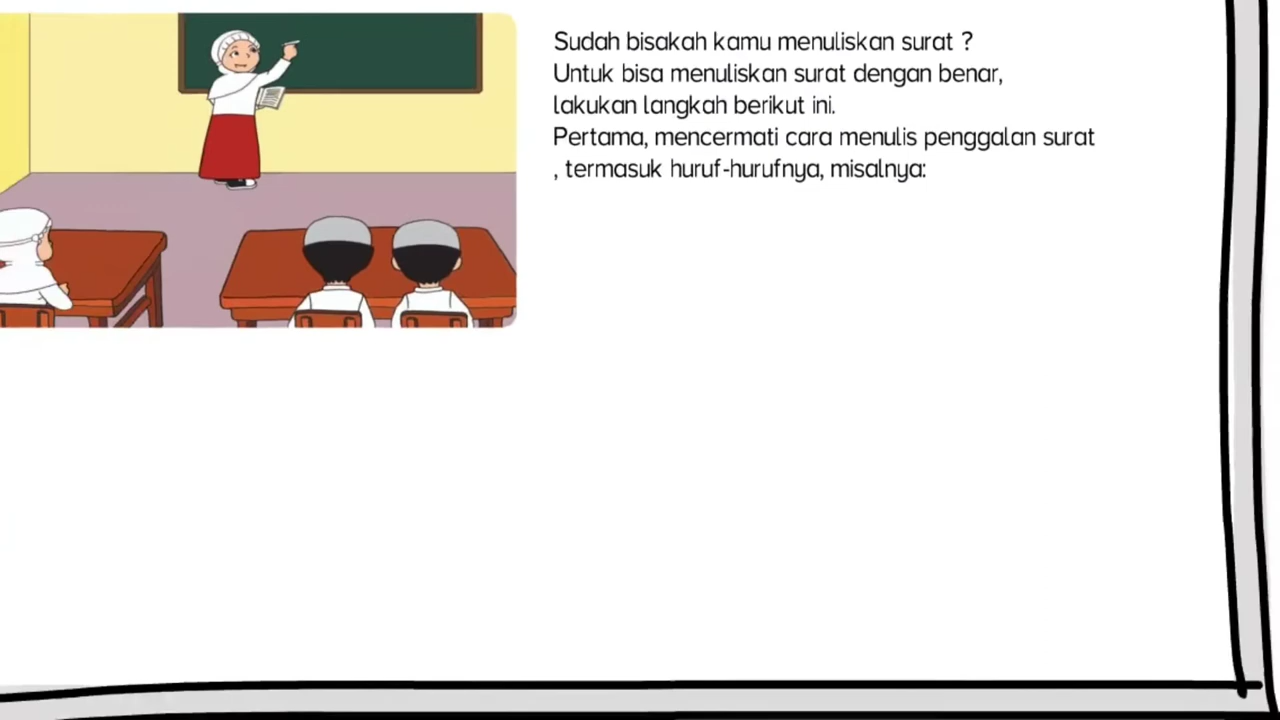 Sudah bisakah kamu menuliskan surat ?
Untuk bisa menuliskan surat dengan benar,
lakukan langkah berikut ini.
Pertama, mencermati cara menulis penggalan surat
, termasuk huruf-hurufnya, misalnya: